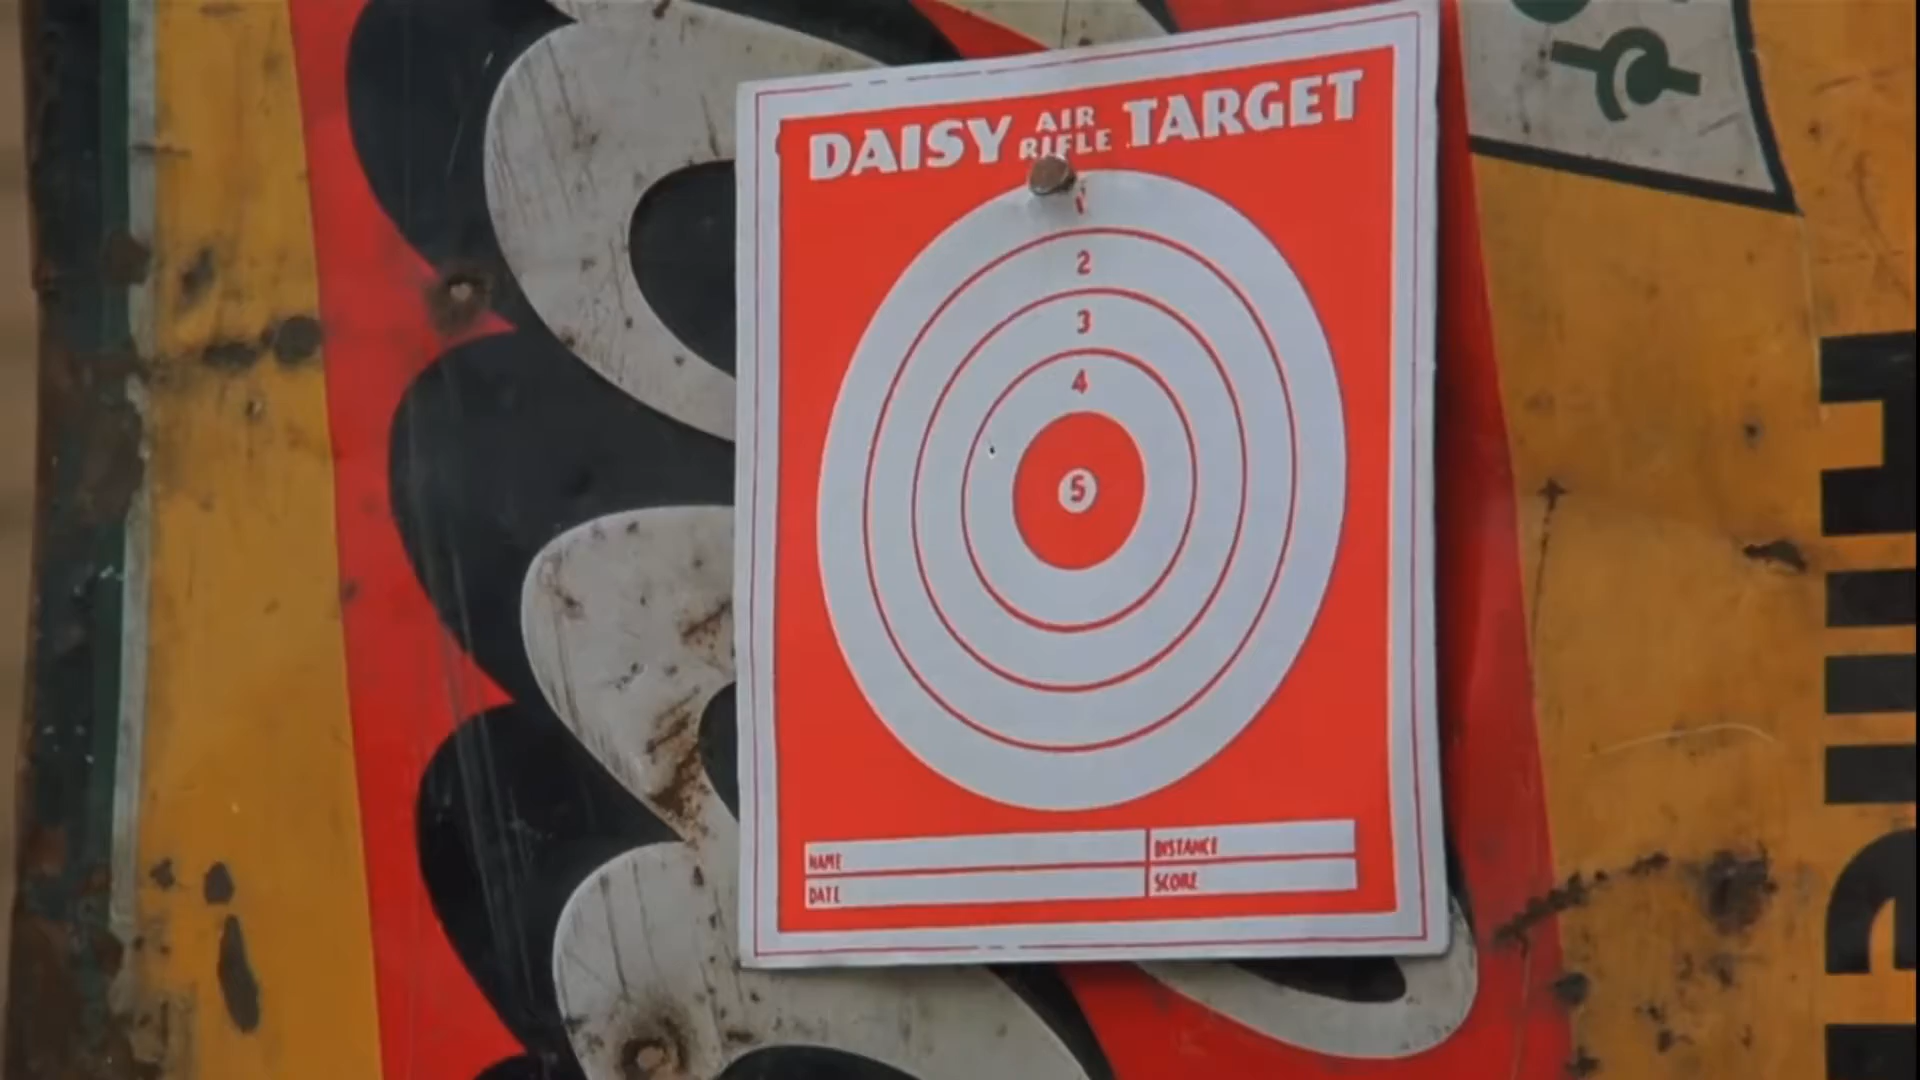 DAISY AIR RIFLE TARGET
1
2
3
4
5
NAME
DISTANCE
DATE
SCORE